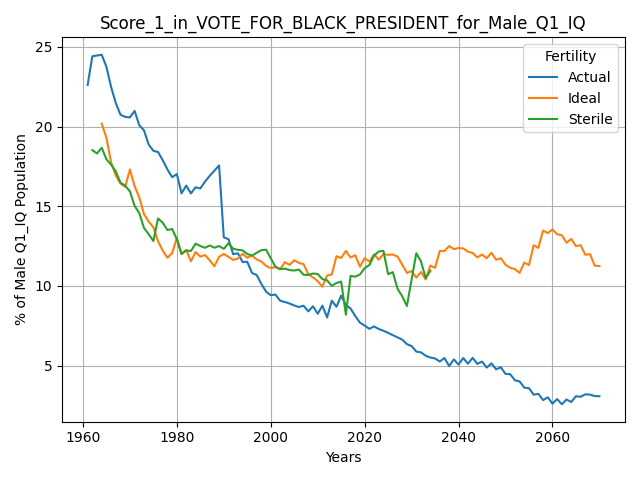 Score_1_in_VOTE_FOR_BLACK_PRESIDENT_for_Male_Q1_IQ
Fertility
Actual
Ideal
Sterile
% of Male Q1_IQ Population
25
20
15
10
5
1960 1980 2000 2020 2040 2060
Years